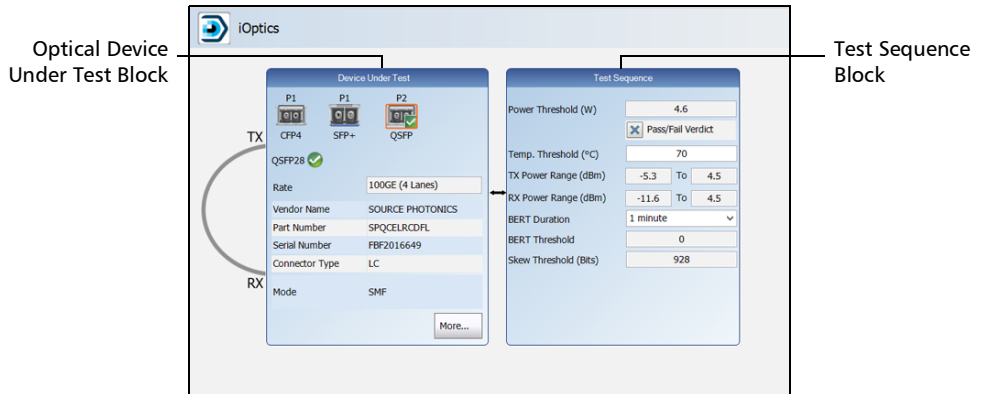 iOptics
Optical Device
Under Test Block
Test Sequence
Block
Device Under Test
P1 P1 P2
CFP4 SFP+ QSFP
TX
QSFP28
Rate 100GE (4 Lanes)
Vendor Name SOURCE PHOTONICS
Part Number SPQCELRCDFL
Serial Number FBF2016649
Connector Type LC
RX
Mode SMF
More...
Test Sequence
Power Threshold (W) 4.6
Pass/Fail Verdict
Temp. Threshold (°C) 70
TX Power Range (dBm) -5.3 To 4.5
RX Power Range (dBm) -11.6 To 4.5
BERT Duration 1 minute
BERT Threshold 0
Skew Threshold (Bits) 928